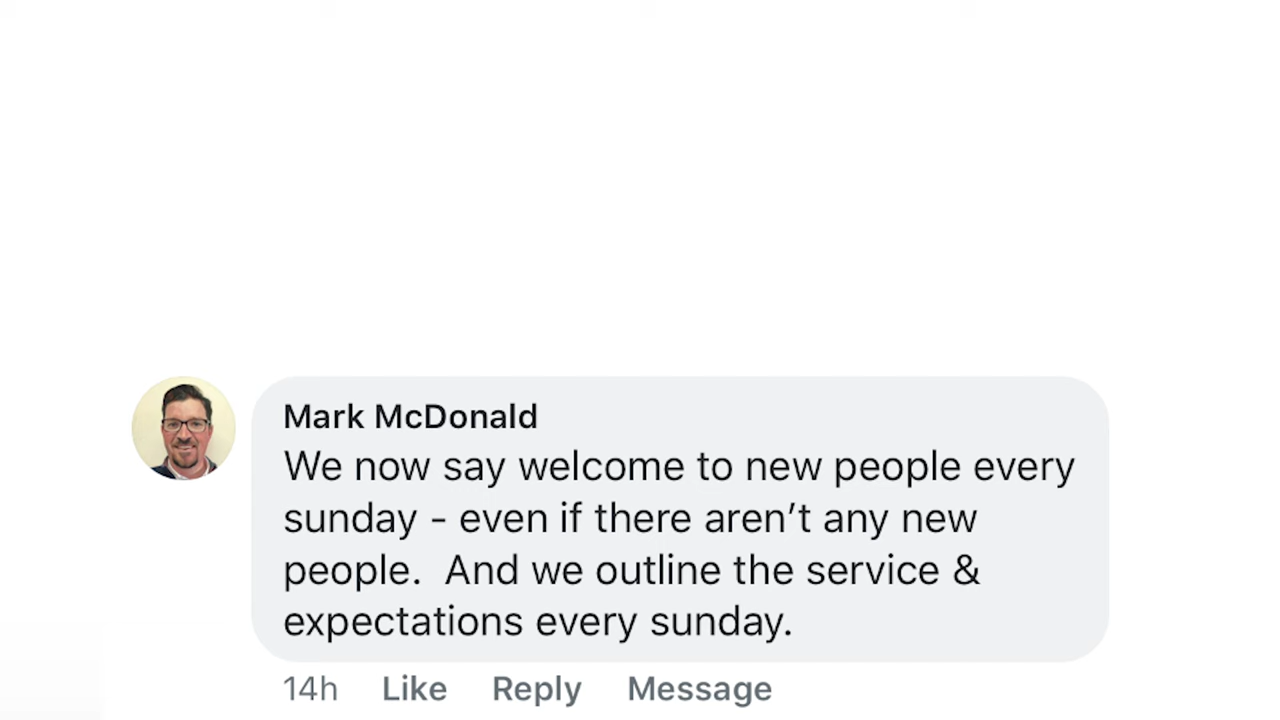 Mark McDonald
We now say welcome to new people every
sunday - even if there aren’t any new
people.  And we outline the service &
expectations every sunday.
14h Like Reply Message